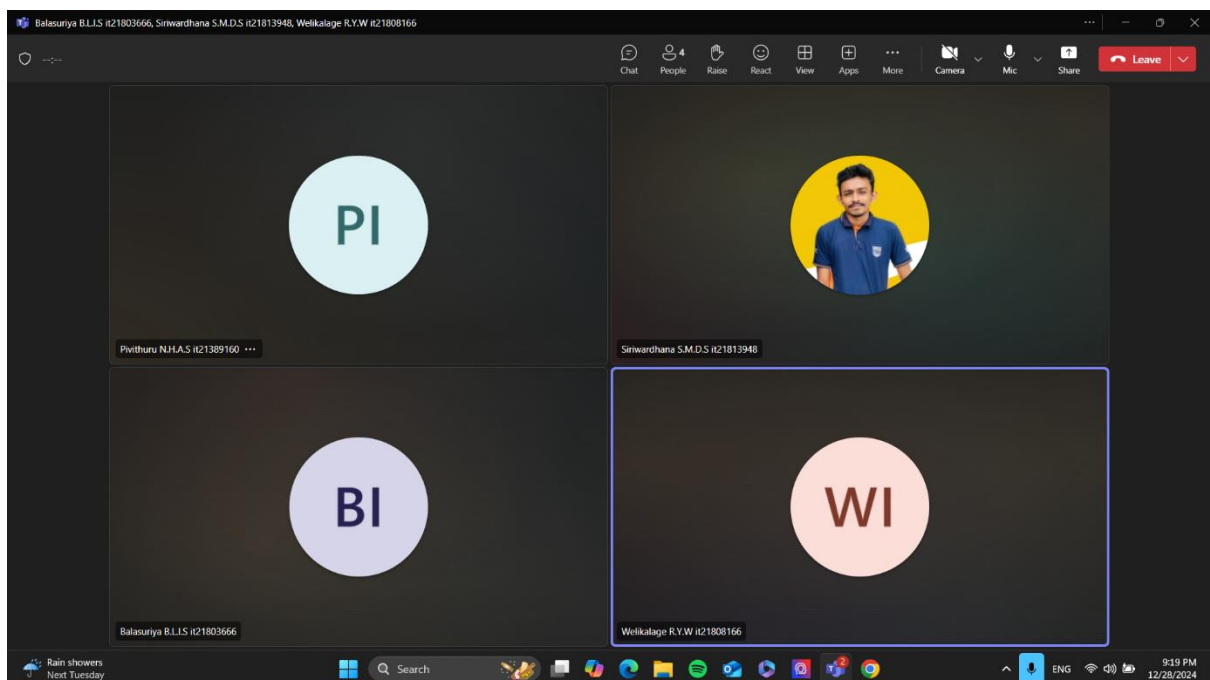 Balasuriya B.L.I.S it21803666, Siriwardhana S.M.D.S it21813948, Welikalage R.Y.W it21808166
--:--
4
Chat People Raise React View Apps More Camera Mic Share Leave
PI
Pivithuru N.H.A.S it21389160
Siriwardhana S.M.D.S it21813948
BI
WI
Balasuriya B.L.I.S it21803666
Welikalage R.Y.W it21808166
Rain showers
Next Tuesday
Search
2
ENG
9:19 PM
12/28/2024